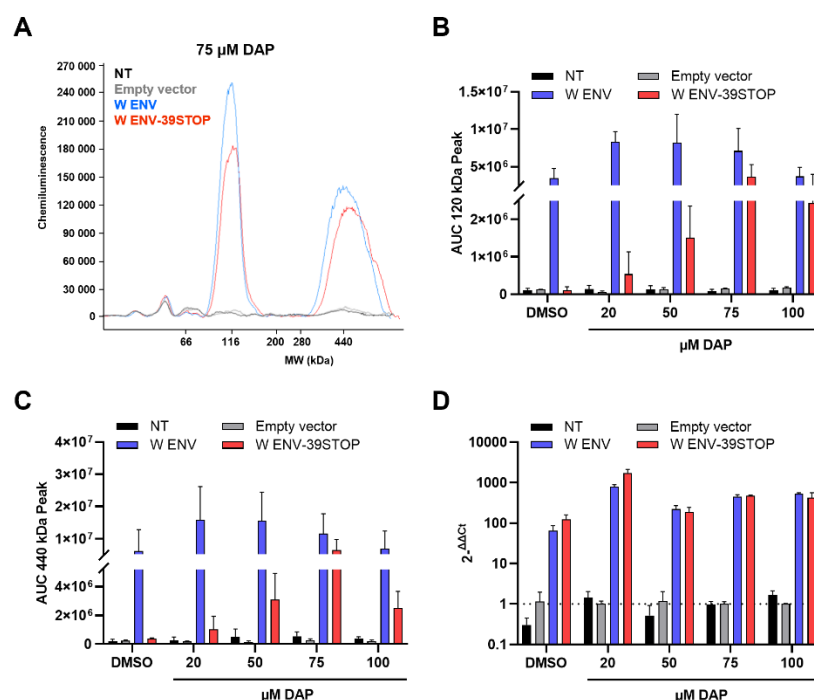 A
75 µM DAP
NT
Empty vector
W ENV
W ENV-39STOP
270 000
240 000
210 000
180 000
150 000
120 000
90 000
60 000
30 000
0
Chemiluminescence
66 116 200 280 440
MW (kDa)
B
NT Empty vector
W ENV W ENV-39STOP
AUC 120 kDa Peak
1.5×10⁷
1×10⁷
5×10⁶
2×10⁶
1×10⁶
0
DMSO 20 50 75 100
µM DAP
C
NT Empty vector
W ENV W ENV-39STOP
AUC 440 kDa Peak
4×10⁷
3×10⁷
2×10⁷
1×10⁷
4×10⁶
2×10⁶
0
DMSO 20 50 75 100
µM DAP
D
NT Empty vector
W ENV W ENV-39STOP
2-ΔΔCt
1000
100
10
1
0.1
DMSO 20 50 75 100
µM DAP